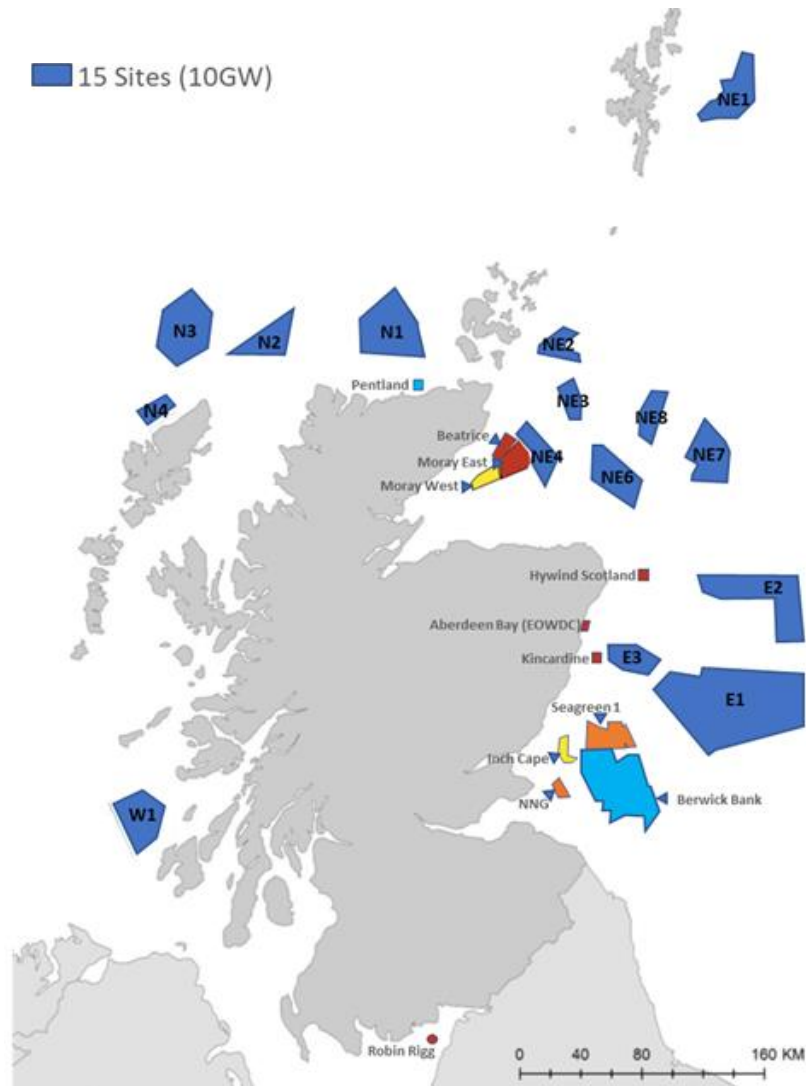 15 Sites (10GW)
NE1
N3
N2
N1
NE2
Pentland
NE3
N4
NE8
Beatrice
Moray East
NE4
NE7
Moray West
NE6
Hywind Scotland
E2
Aberdeen Bay (EOWDC)
Kincardine
E3
E1
Seagreen 1
Inch Cape
NNG
Berwick Bank
W1
Robin Rigg
0 40 80 160 KM